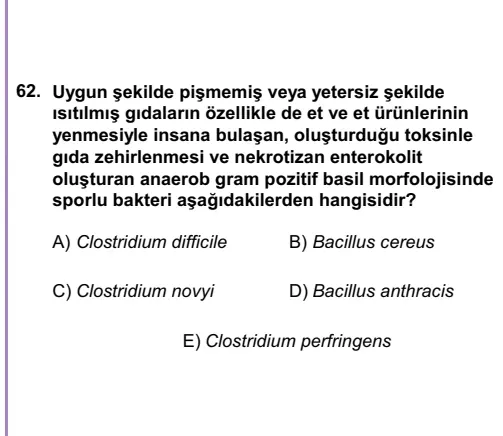 62. Uygun şekilde pişmemiş veya yetersiz şekilde
ısıtılmış gıdaların özellikle de et ve et ürünlerinin
yenmesiyle insana bulaşan, oluşturduğu toksinle
gıda zehirlenmesi ve nekrotizan enterokolit
oluşturan anaerob gram pozitif basil morfolojisinde
sporlu bakteri aşağıdakilerden hangisidir?
A) Clostridium difficile B) Bacillus cereus
C) Clostridium novyi D) Bacillus anthracis
E) Clostridium perfringens